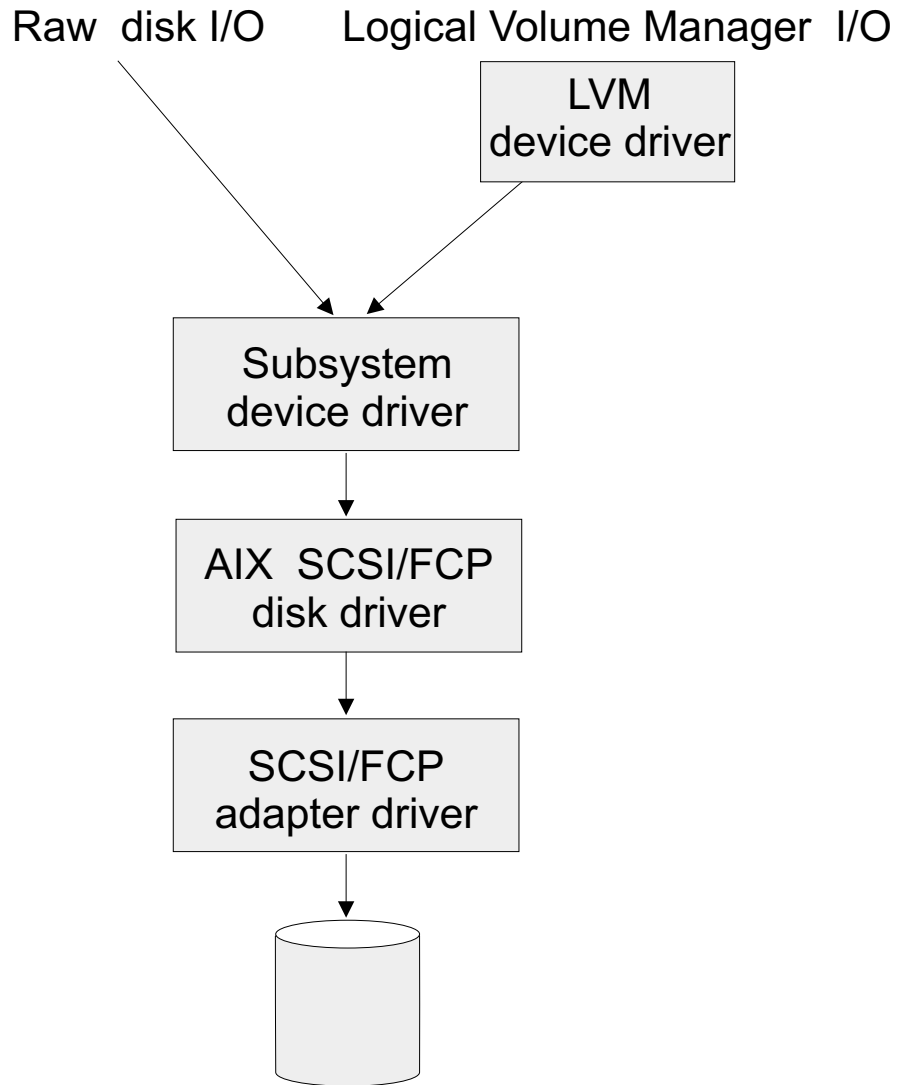 Raw disk I/O
Logical Volume Manager I/O
LVM
device driver
Subsystem
device driver
AIX SCSI/FCP
disk driver
SCSI/FCP
adapter driver